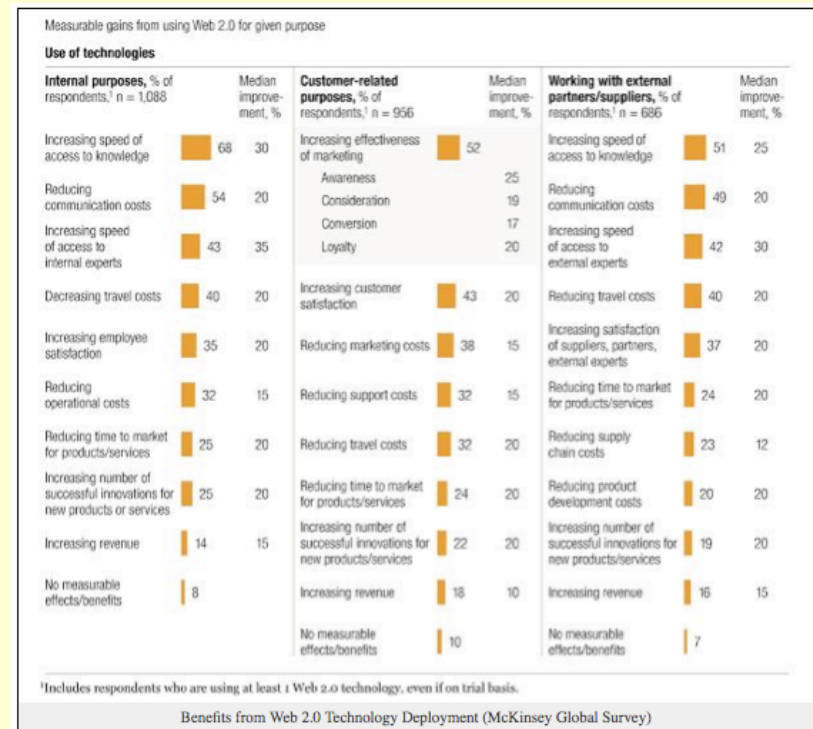 Measurable gains from using Web 2.0 for given purpose
Use of technologies
Internal purposes, % of
respondents,¹ n = 1,088
Median
improve-
ment, %
Increasing speed of
access to knowledge
68 30
Reducing
communication costs
54 20
Increasing speed
of access to
internal experts
43 35
Decreasing travel costs 40 20
Increasing employee
satisfaction
35 20
Reducing
operational costs
32 15
Reducing time to market
for products/services
25 20
Increasing number of
successful innovations for
new products or services
25 20
Increasing revenue 14 15
No measurable
effects/benefits
8
Customer-related
purposes, % of
respondents,¹ n = 956
Median
improve-
ment, %
Increasing effectiveness
of marketing
52
Awareness 25
Consideration 19
Conversion 17
Loyalty 20
Increasing customer
satisfaction
43 20
Reducing marketing costs 38 15
Reducing support costs 32 15
Reducing travel costs 32 20
Reducing time to market
for products/services
24 20
Increasing number of
successful innovations for
new products/services
22 20
Increasing revenue 18 10
No measurable
effects/benefits
10
Working with external
partners/suppliers, % of
respondents,¹ n = 686
Median
improve-
ment, %
Increasing speed of
access to knowledge
51 25
Reducing
communication costs
49 20
Increasing speed
of access to
external experts
42 30
Reducing travel costs 40 20
Increasing satisfaction
of suppliers, partners,
external experts
37 20
Reducing time to market
for products/services
24 20
Reducing supply
chain costs
23 12
Reducing product
development costs
20 20
Increasing number of
successful innovations for
new products/services
19 20
Increasing revenue 16 15
No measurable
effects/benefits
7
¹Includes respondents who are using at least 1 Web 2.0 technology, even if on trial basis.
Benefits from Web 2.0 Technology Deployment (McKinsey Global Survey)